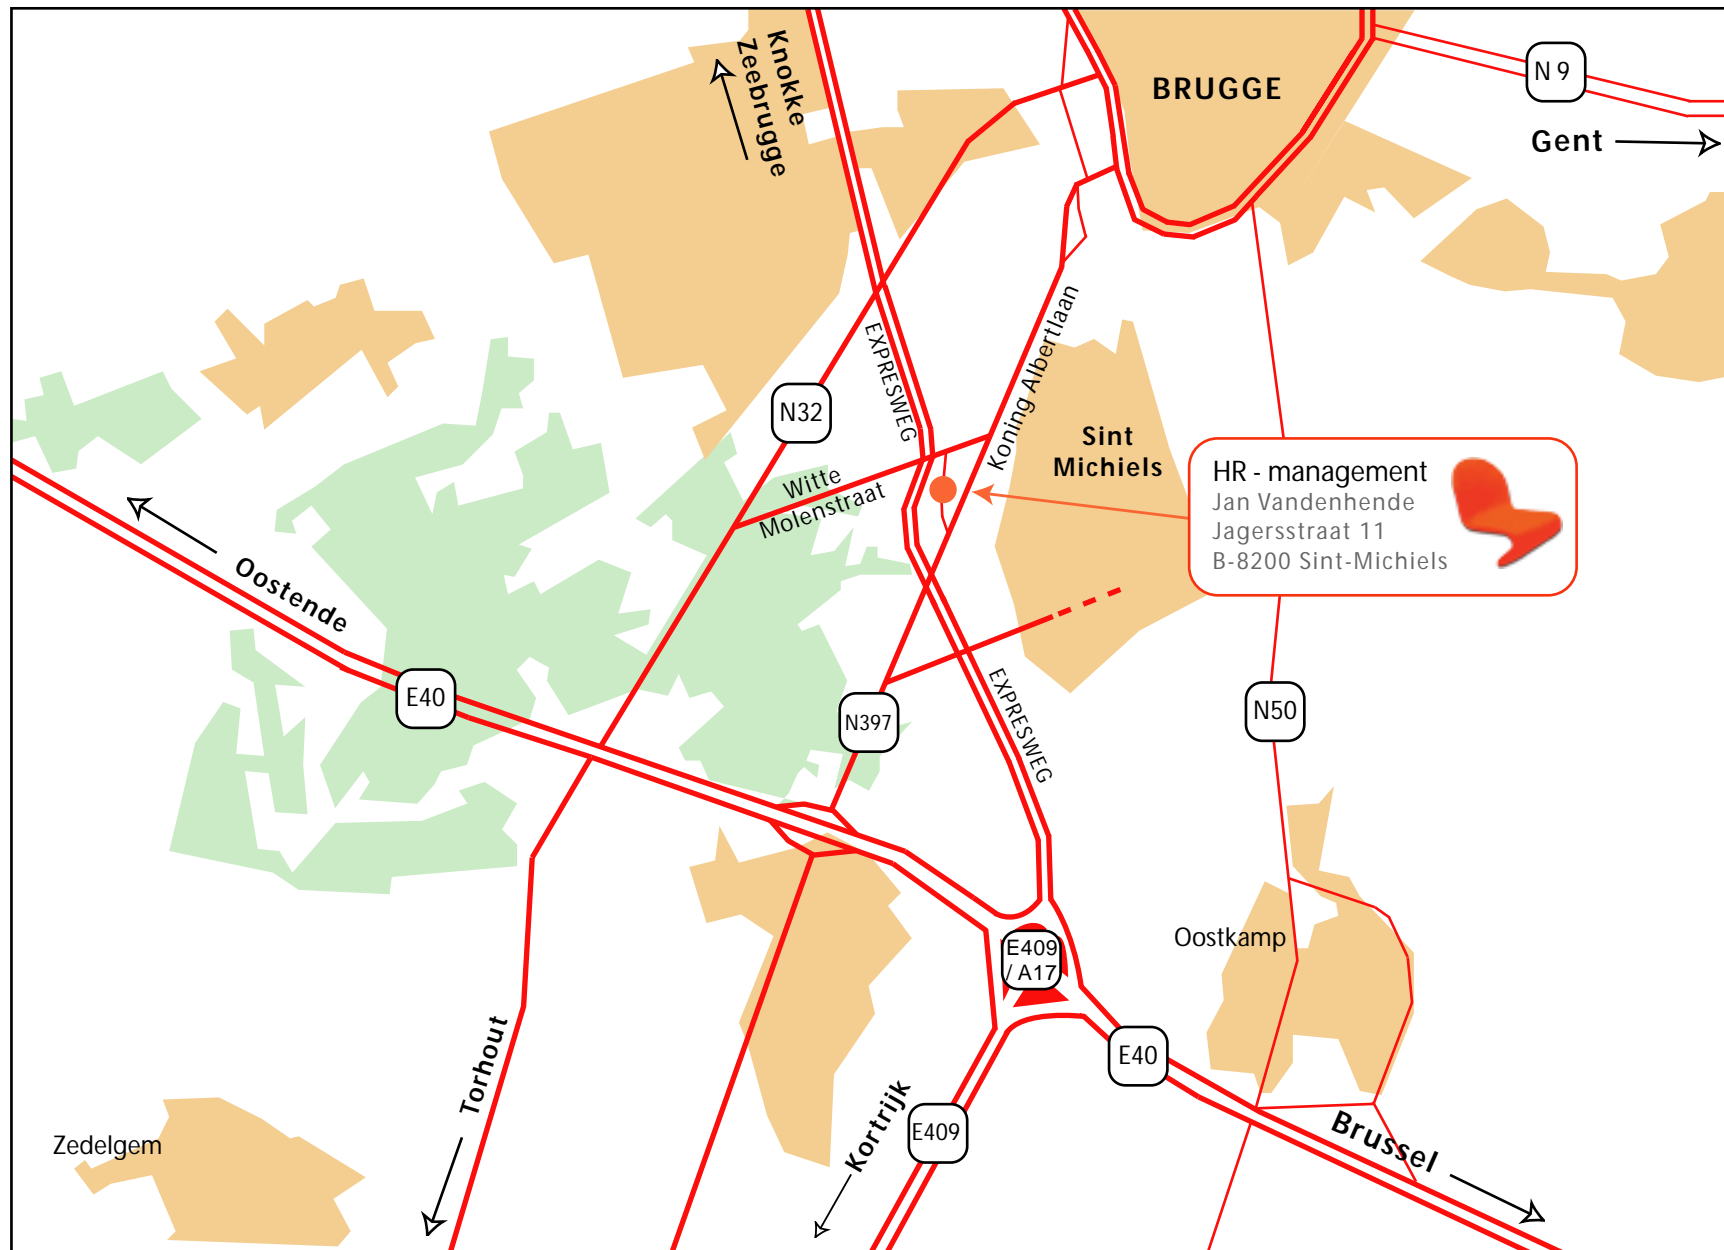 Knokke
Zeebrugge
BRUGGE
N 9
Gent
EXPRESWEG
Koning Albertlaan
N32
Sint
Michiels
Witte
Molenstraat
HR - management
Jan Vandenhende
Jagersstraat 11
B-8200 Sint-Michiels
Oostende
E40
N397
EXPRESWEG
N50
Oostkamp
E409
/ A17
E40
Torhout
Kortrijk
E409
Brussel
Zedelgem